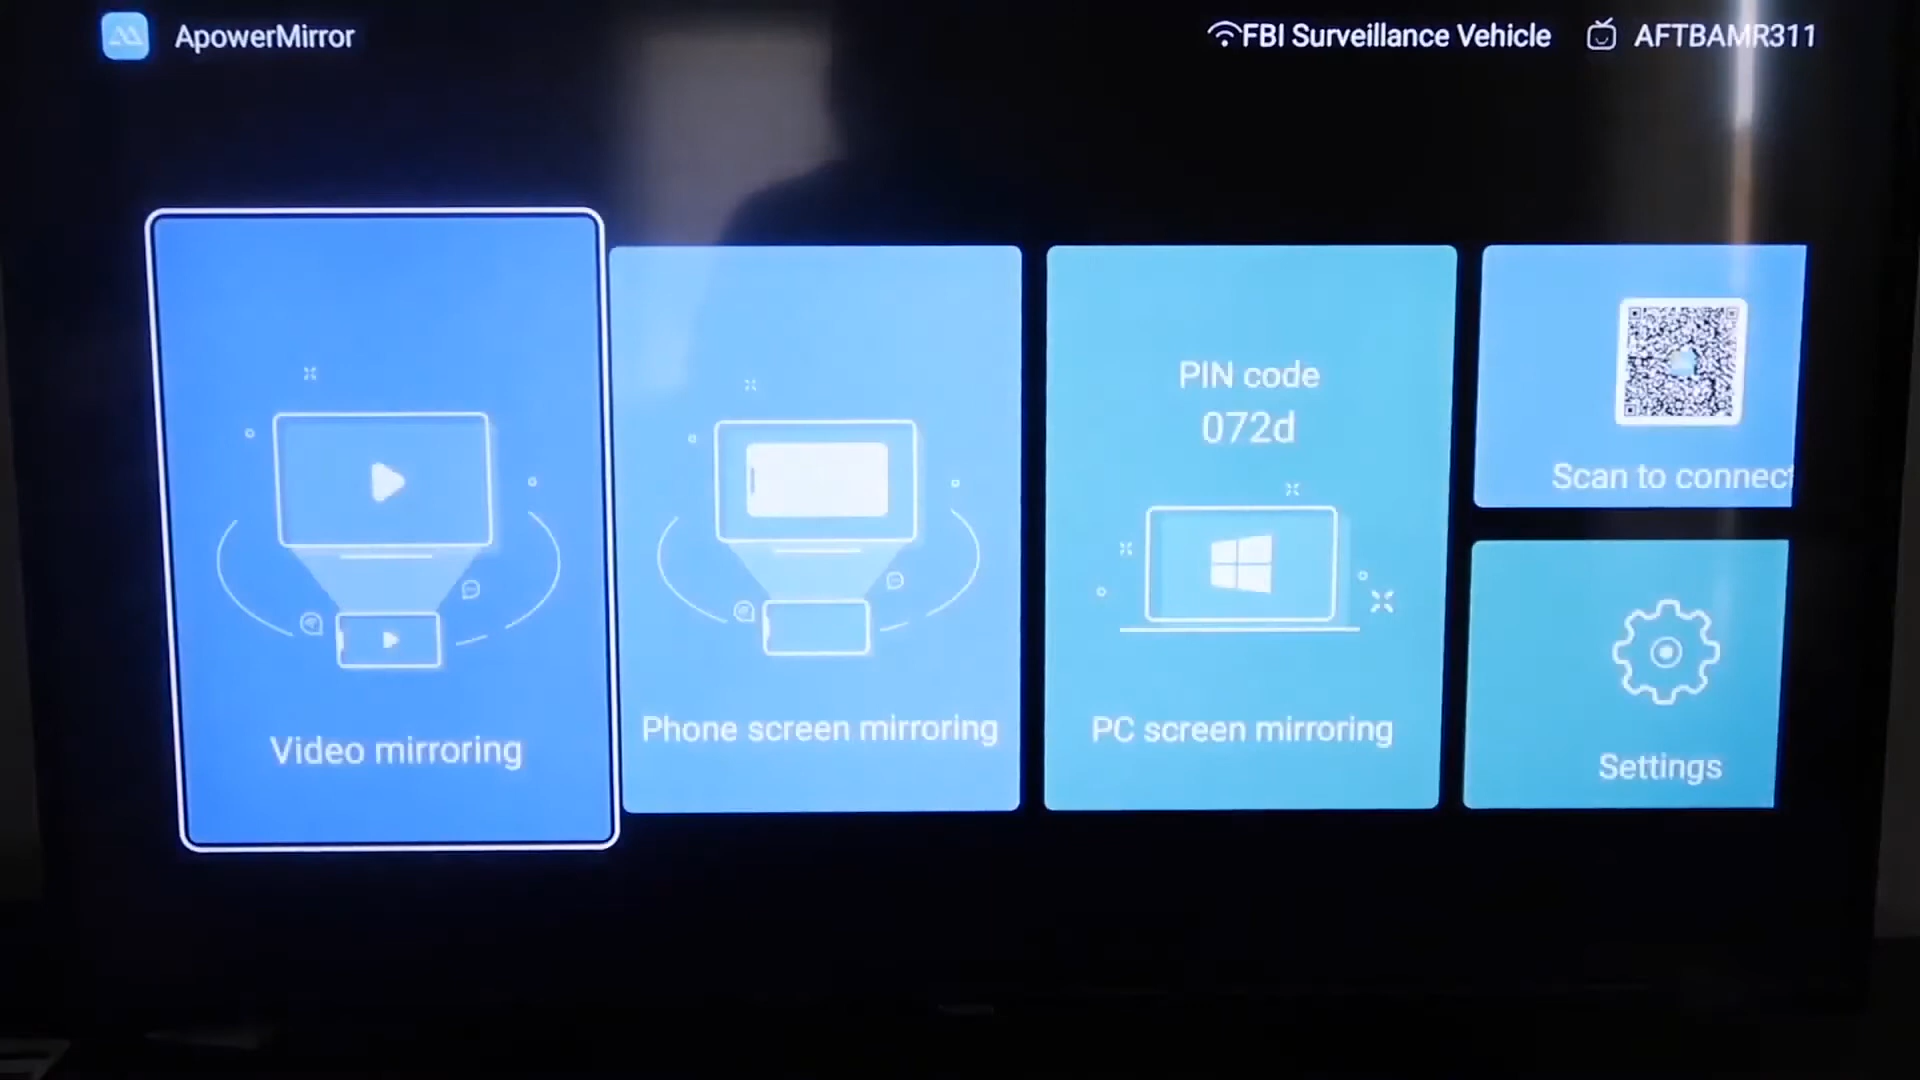 ApowerMirror
FBI Surveillance Vehicle
AFTBAMR311
Video mirroring
Phone screen mirroring
PIN code
072d
PC screen mirroring
Scan to connect
Settings